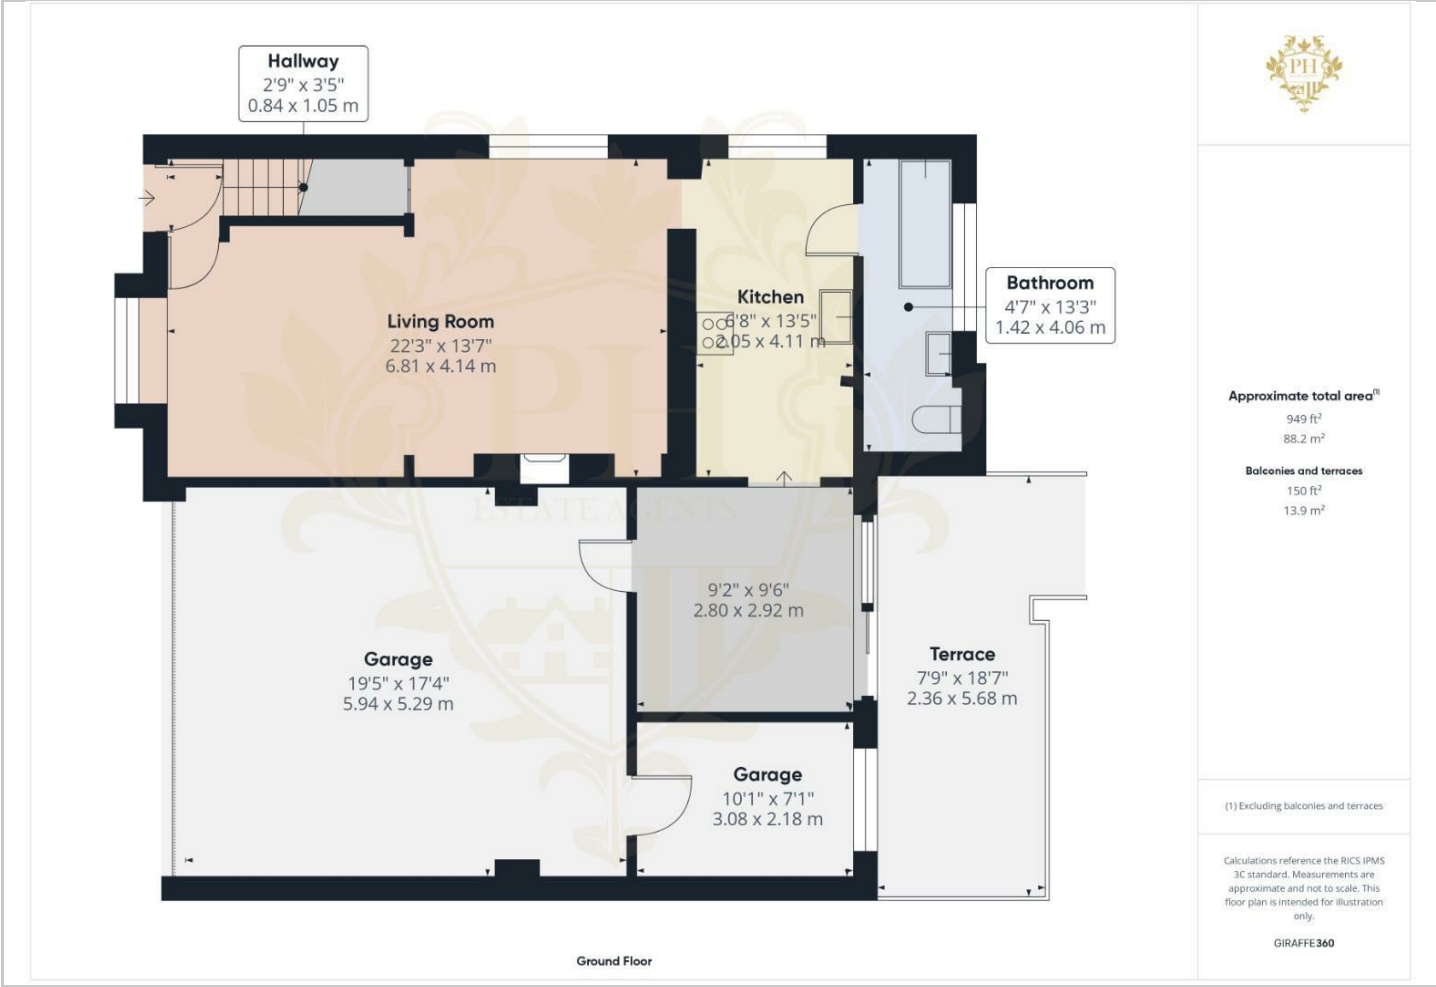 Hallway
2'9" x 3'5"
0.84 x 1.05 m
Living Room
22'3" x 13'7"
6.81 x 4.14 m
Kitchen
6'8" x 13'5"
2.05 x 4.11 m
Bathroom
4'7" x 13'3"
1.42 x 4.06 m
PH
ESTATE AGENTS
9'2" x 9'6"
2.80 x 2.92 m
Garage
19'5" x 17'4"
5.94 x 5.29 m
Terrace
7'9" x 18'7"
2.36 x 5.68 m
Garage
10'1" x 7'1"
3.08 x 2.18 m
Ground Floor
PH
Approximate total area(1)
949 ft²
88.2 m²
Balconies and terraces
150 ft²
13.9 m²
(1) Excluding balconies and terraces
Calculations reference the RICS IPMS
3C standard. Measurements are
approximate and not to scale. This
floor plan is intended for illustration
only.
GIRAFFE360